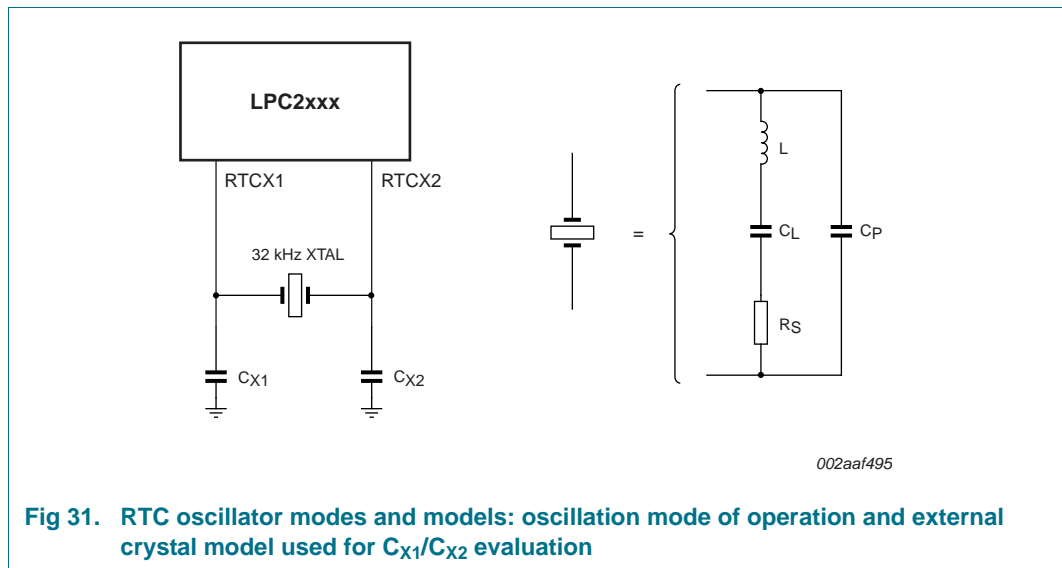 LPC2xxx
RTCX1
RTCX2
32 kHz XTAL
CX1
CX2
=
L
CL
CP
RS
002aaf495
Fig 31. RTC oscillator modes and models: oscillation mode of operation and external
crystal model used for CX1/CX2 evaluation